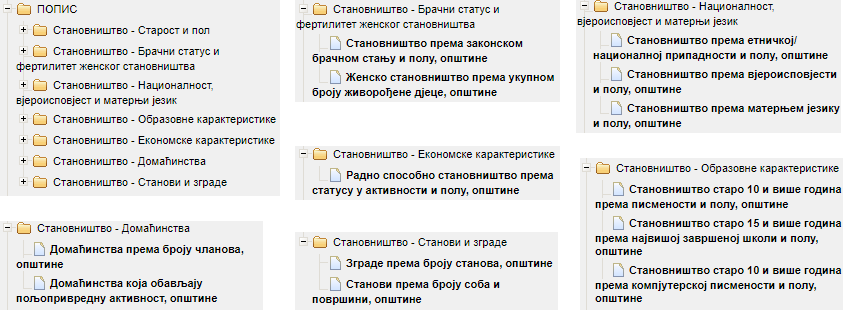 ПОПИС
Становништво - Старост и пол
Становништво - Брачни статус и
фертилитет женског становништва
Становништво - Националност,
вјероисповјест и матерњи језик
Становништво - Образовне карактеристике
Становништво - Економске карактеристике
Становништво - Домаћинства
Становништво - Станови и зграде
Становништво - Домаћинства
Домаћинства према броју чланова,
општине
Домаћинства која обављају
пољопривредну активност, општине
Становништво - Брачни статус и
фертилитет женског становништва
Становништво према законском
брачном стању и полу, општине
Женско становништво према укупном
броју живорођене дјеце, општине
Становништво - Економске карактеристике
Радно способно становништво према
статусу у активности и полу, општине
Становништво - Станови и зграде
Зграде према броју станова, општине
Станови према броју соба и
површини, општине
Становништво - Националност,
вјероисповјест и матерњи језик
Становништво према етничкој/
националној припадности и полу, општине
Становништво према вјероисповјести
и полу, општине
Становништво према матерњем језику
и полу, општине
Становништво - Образовне карактеристике
Становништво старо 10 и више година
према писмености и полу, општине
Становништво старо 15 и више година
према највишој завршеној школи и полу,
општине
Становништво старо 10 и више година
према компјутерској писмености и полу,
општине